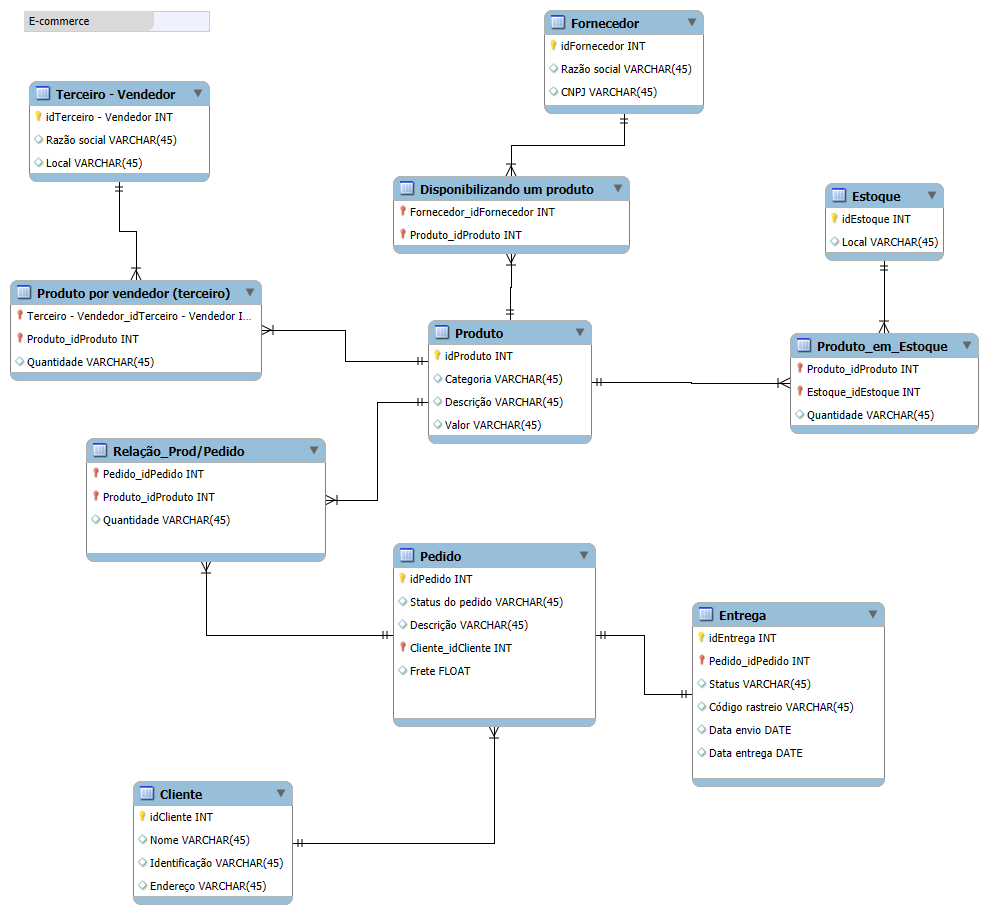 E-commerce
Fornecedor
idFornecedor INT
Razão social VARCHAR(45)
CNPJ VARCHAR(45)
Terceiro - Vendedor
idTerceiro - Vendedor INT
Razão social VARCHAR(45)
Local VARCHAR(45)
Disponibilizando um produto
Fornecedor_idFornecedor INT
Produto_idProduto INT
Estoque
idEstoque INT
Local VARCHAR(45)
Produto por vendedor (terceiro)
Terceiro - Vendedor_idTerceiro - Vendedor I...
Produto_idProduto INT
Quantidade VARCHAR(45)
Produto
idProduto INT
Categoria VARCHAR(45)
Descrição VARCHAR(45)
Valor VARCHAR(45)
Produto_em_Estoque
Produto_idProduto INT
Estoque_idEstoque INT
Quantidade VARCHAR(45)
Relação_Prod/Pedido
Pedido_idPedido INT
Produto_idProduto INT
Quantidade VARCHAR(45)
Pedido
idPedido INT
Status do pedido VARCHAR(45)
Descrição VARCHAR(45)
Cliente_idCliente INT
Frete FLOAT
Entrega
idEntrega INT
Pedido_idPedido INT
Status VARCHAR(45)
Código rastreio VARCHAR(45)
Data envio DATE
Data entrega DATE
Cliente
idCliente INT
Nome VARCHAR(45)
Identificação VARCHAR(45)
Endereço VARCHAR(45)